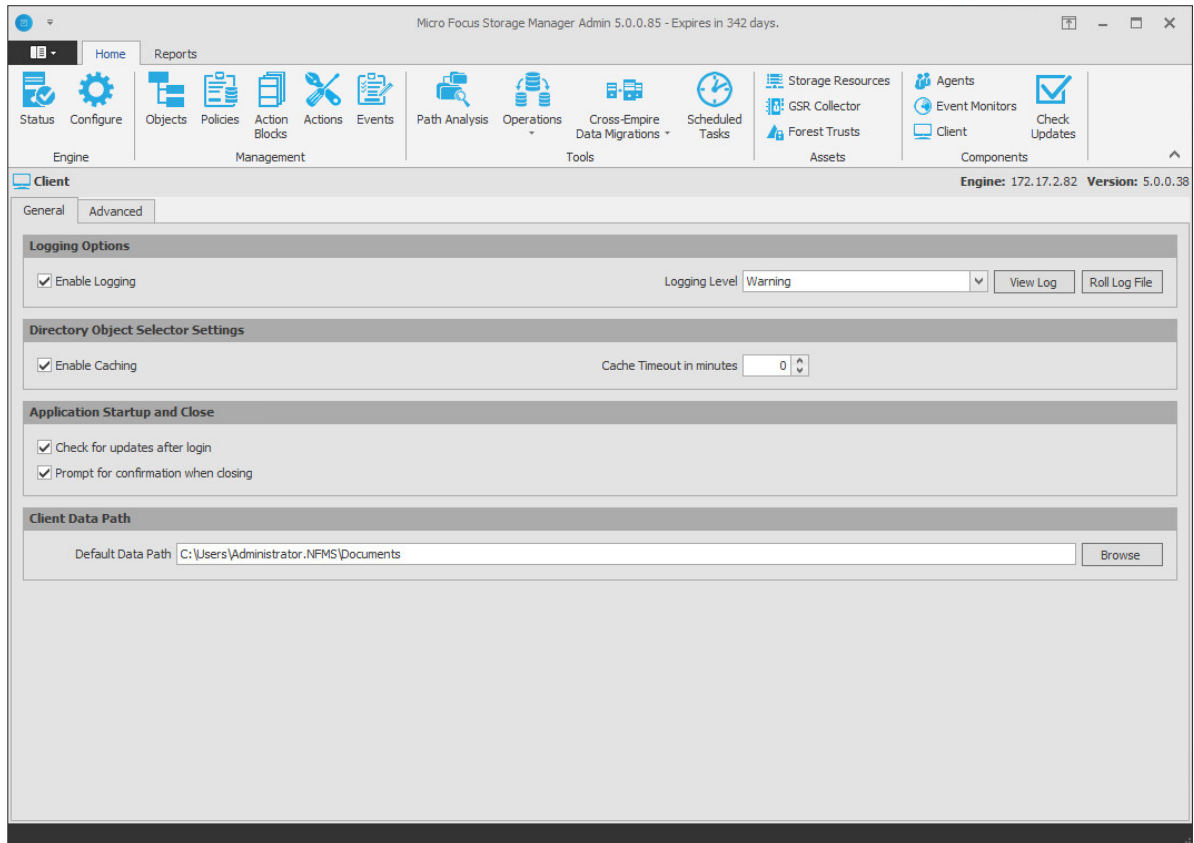 Micro Focus Storage Manager Admin 5.0.0.85 - Expires in 342 days.
Home Reports
Status Configure Objects Policies Action Blocks Actions Events Path Analysis Operations Cross-Empire Data Migrations Scheduled Tasks
Storage Resources
GSR Collector
Forest Trusts
Agents
Event Monitors
Client
Check Updates
Engine Management Tools Assets Components
Client Engine: 172.17.2.82 Version: 5.0.0.38
General Advanced
Logging Options
Enable Logging Logging Level Warning View Log Roll Log File
Directory Object Selector Settings
Enable Caching Cache Timeout in minutes 0
Application Startup and Close
Check for updates after login
Prompt for confirmation when closing
Client Data Path
Default Data Path C:\Users\Administrator.NFMS\Documents Browse